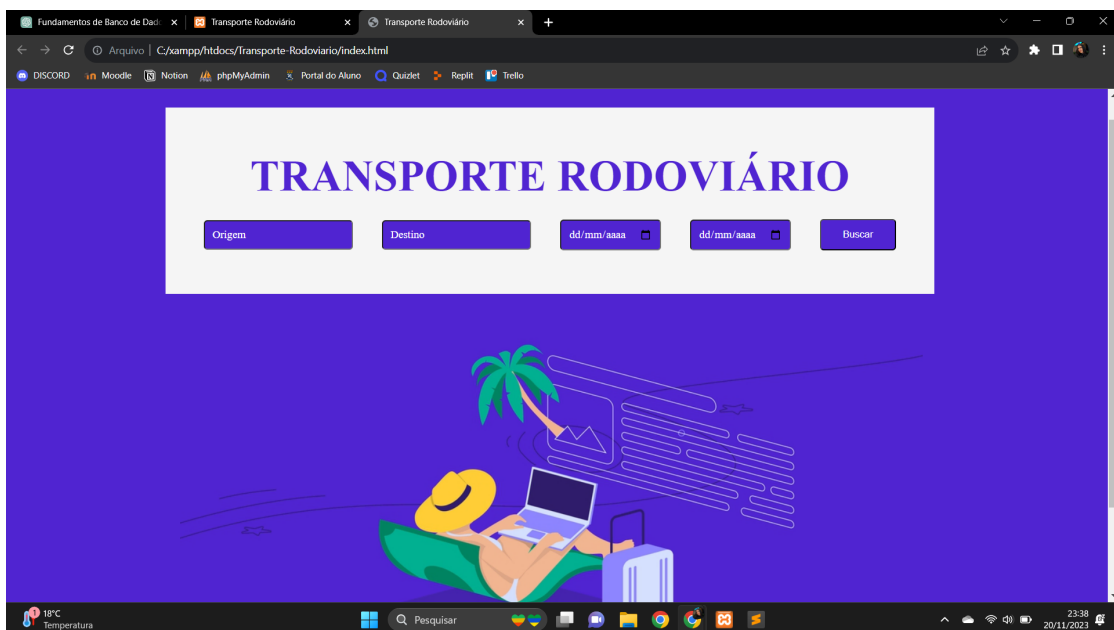 Fundamentos de Banco de Dado
Transporte Rodoviário
Transporte Rodoviário
Arquivo | C:/xampp/htdocs/Transporte-Rodoviario/index.html
DISCORD Moodle Notion phpMyAdmin Portal do Aluno Quizlet Replit Trello
TRANSPORTE RODOVIÁRIO
Origem Destino dd/mm/aaaa dd/mm/aaaa Buscar
1
18°C
Temperatura
Pesquisar
23:38
20/11/2023